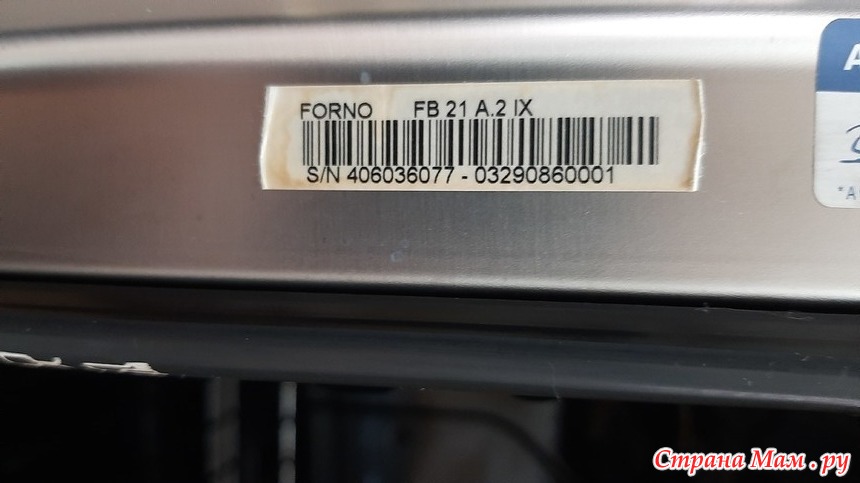 FORNO FB 21 A.2 IX
S/N 406036077 - 03290860001
A
*A
Страна Мам.ру